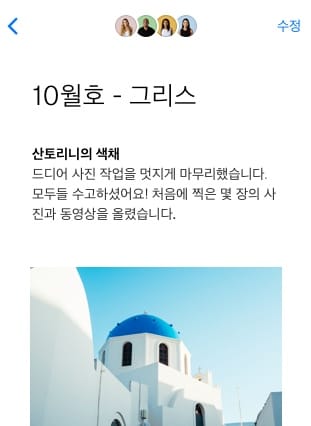 수정
10월호 - 그리스
산토리니의 색채
드디어 사진 작업을 멋지게 마무리했습니다.
모두들 수고하셨어요! 처음에 찍은 몇 장의 사
진과 동영상을 올렸습니다.